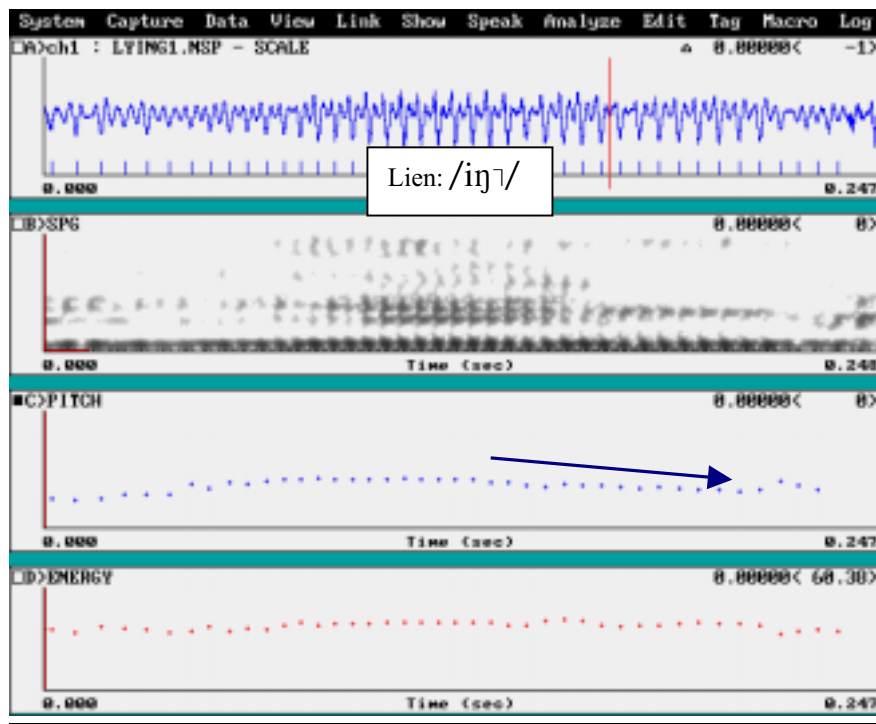 System Capture Data View Link Show Speak Analyze Edit Tag Macro Log
A>ch1 : LYING1.NSP - SCALE 0.00000< -1>
Lien: /iŋ˥/
0.000 0.247
B>SPG 0.00000< 0>
0.000 Time (sec) 0.248
C>PITCH 0.00000< 0>
0.000 Time (sec) 0.247
D>ENERGY 0.00000< 60.38>
0.000 Time (sec) 0.247